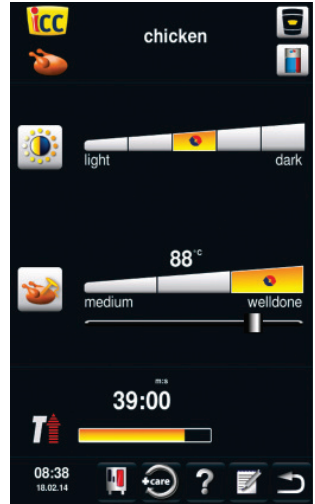 icc
chicken
light dark
88°C
medium welldone
m:s
39:00
T
08:38
18.02.14
+care
?